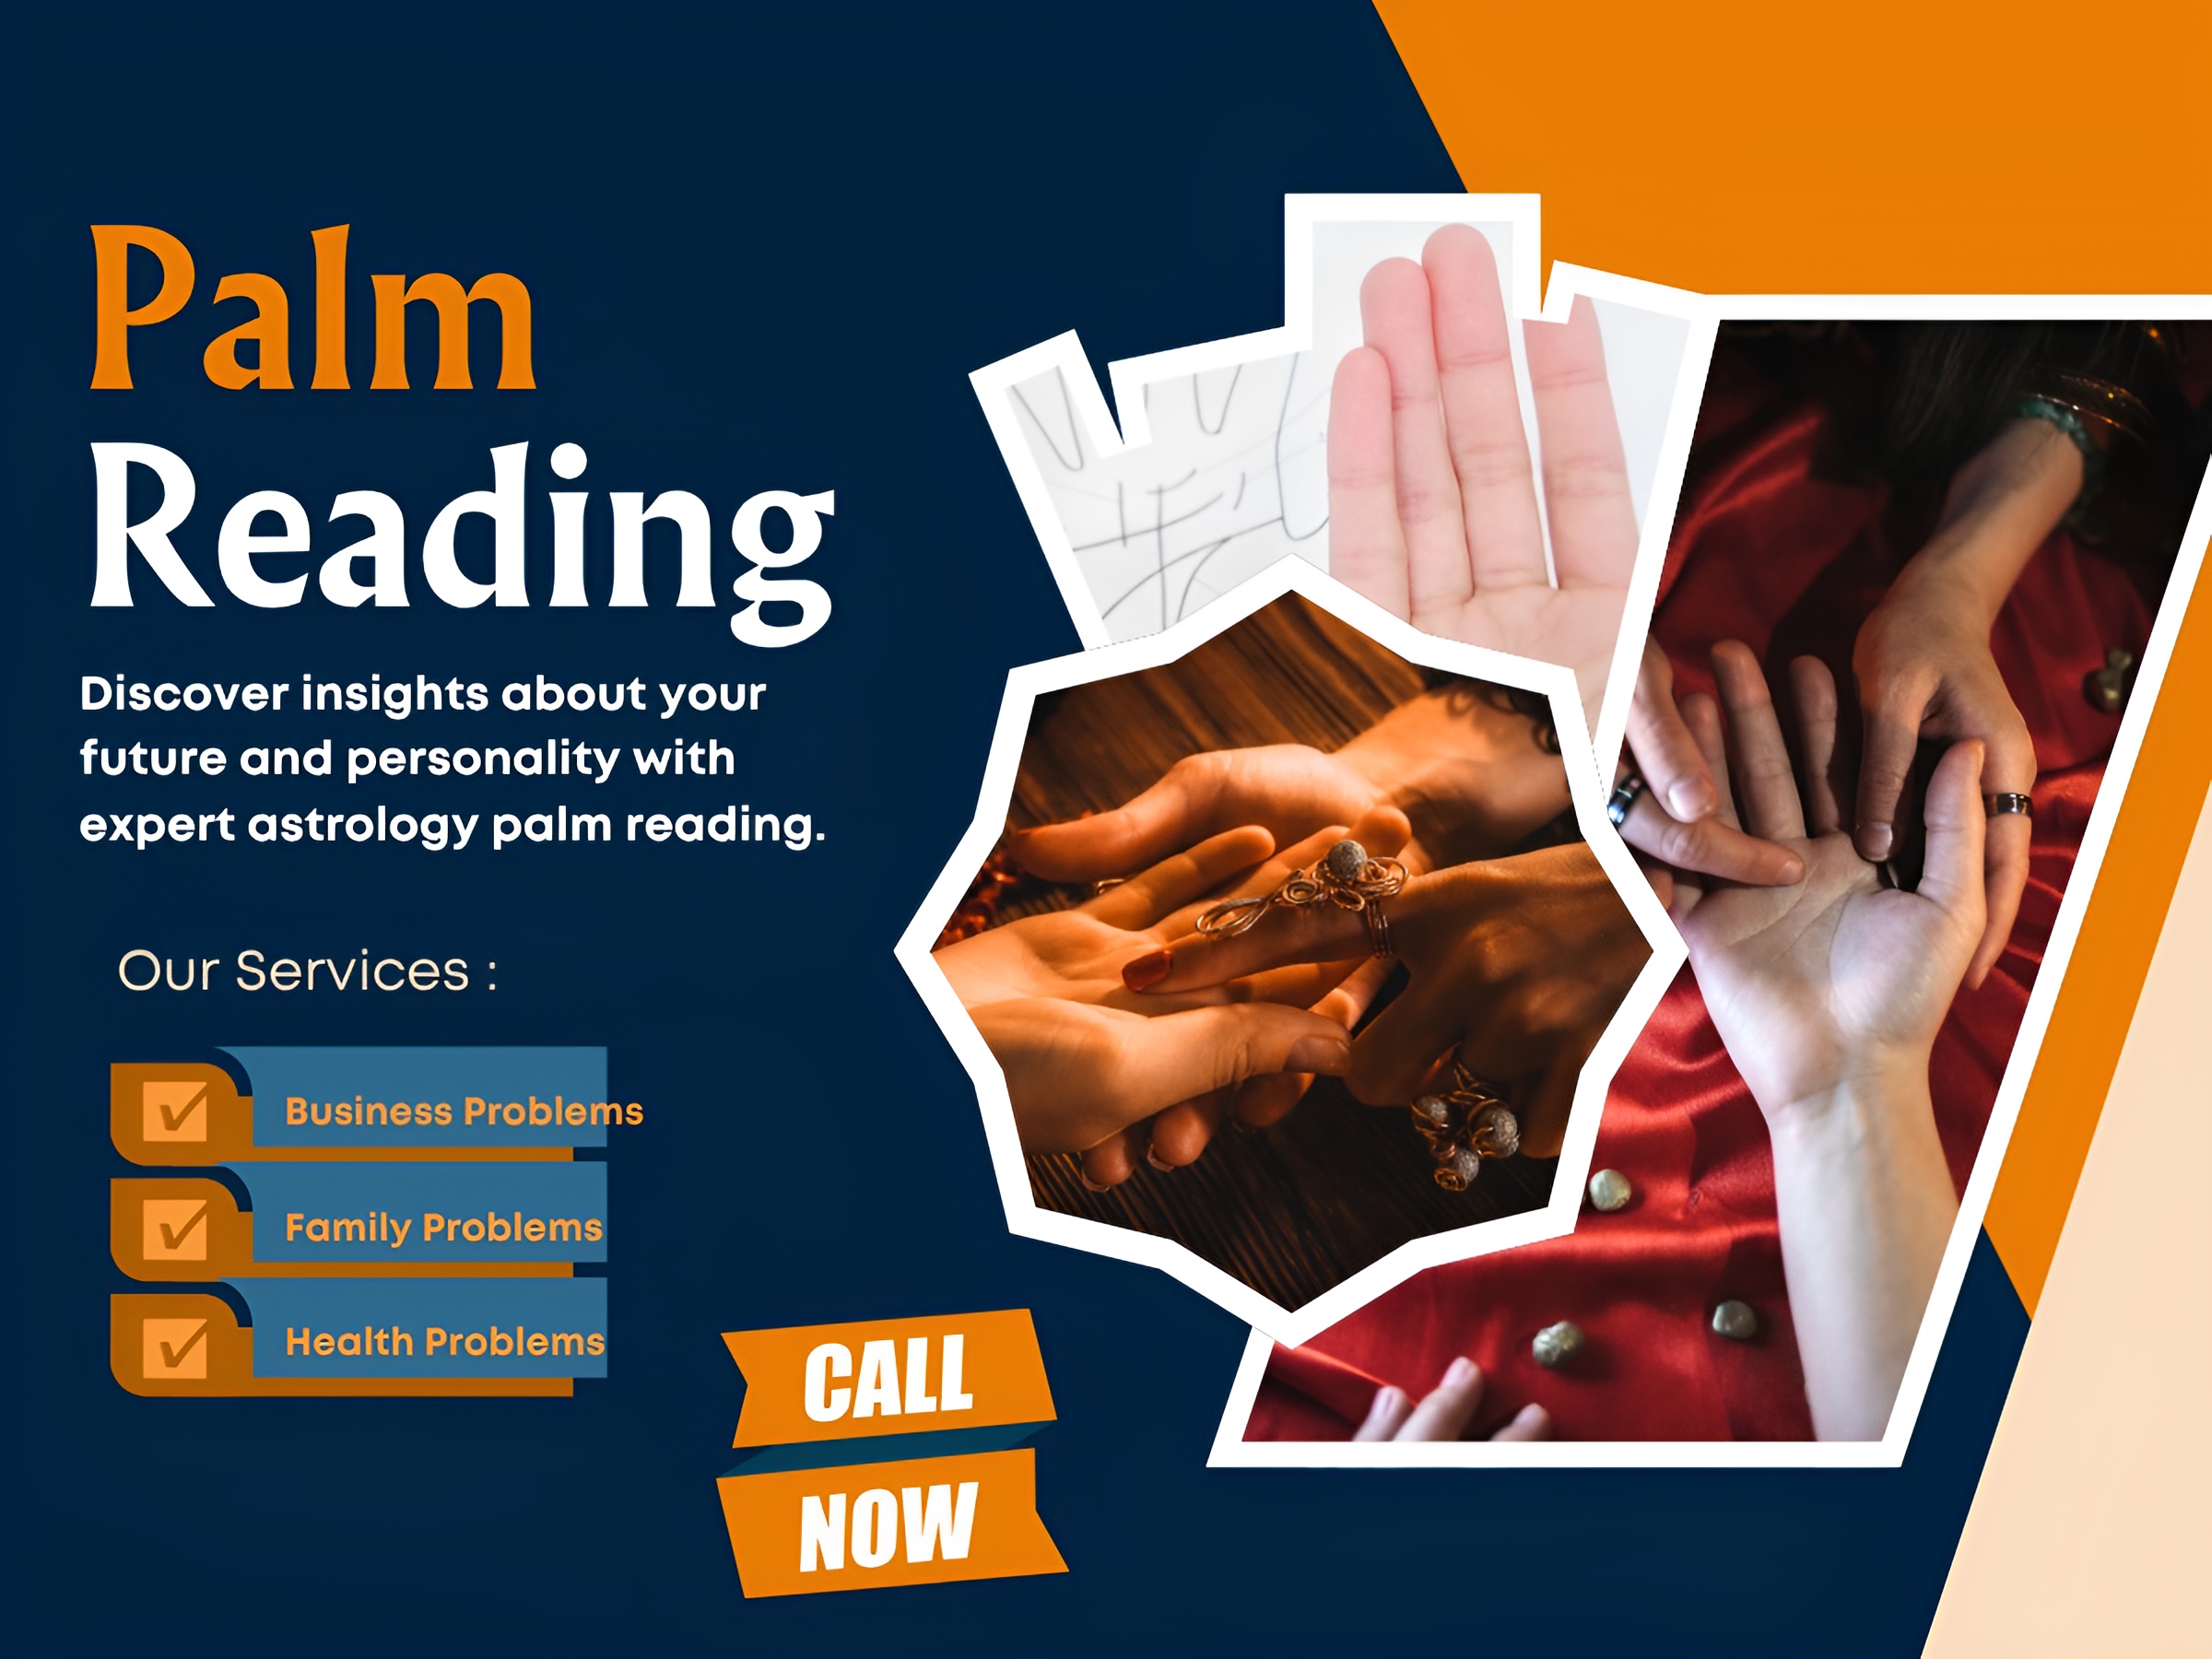 Palm
Reading
Discover insights about your
future and personality with
expert astrology palm reading.
Our Services :
Business Problems
Family Problems
Health Problems
CALL
NOW